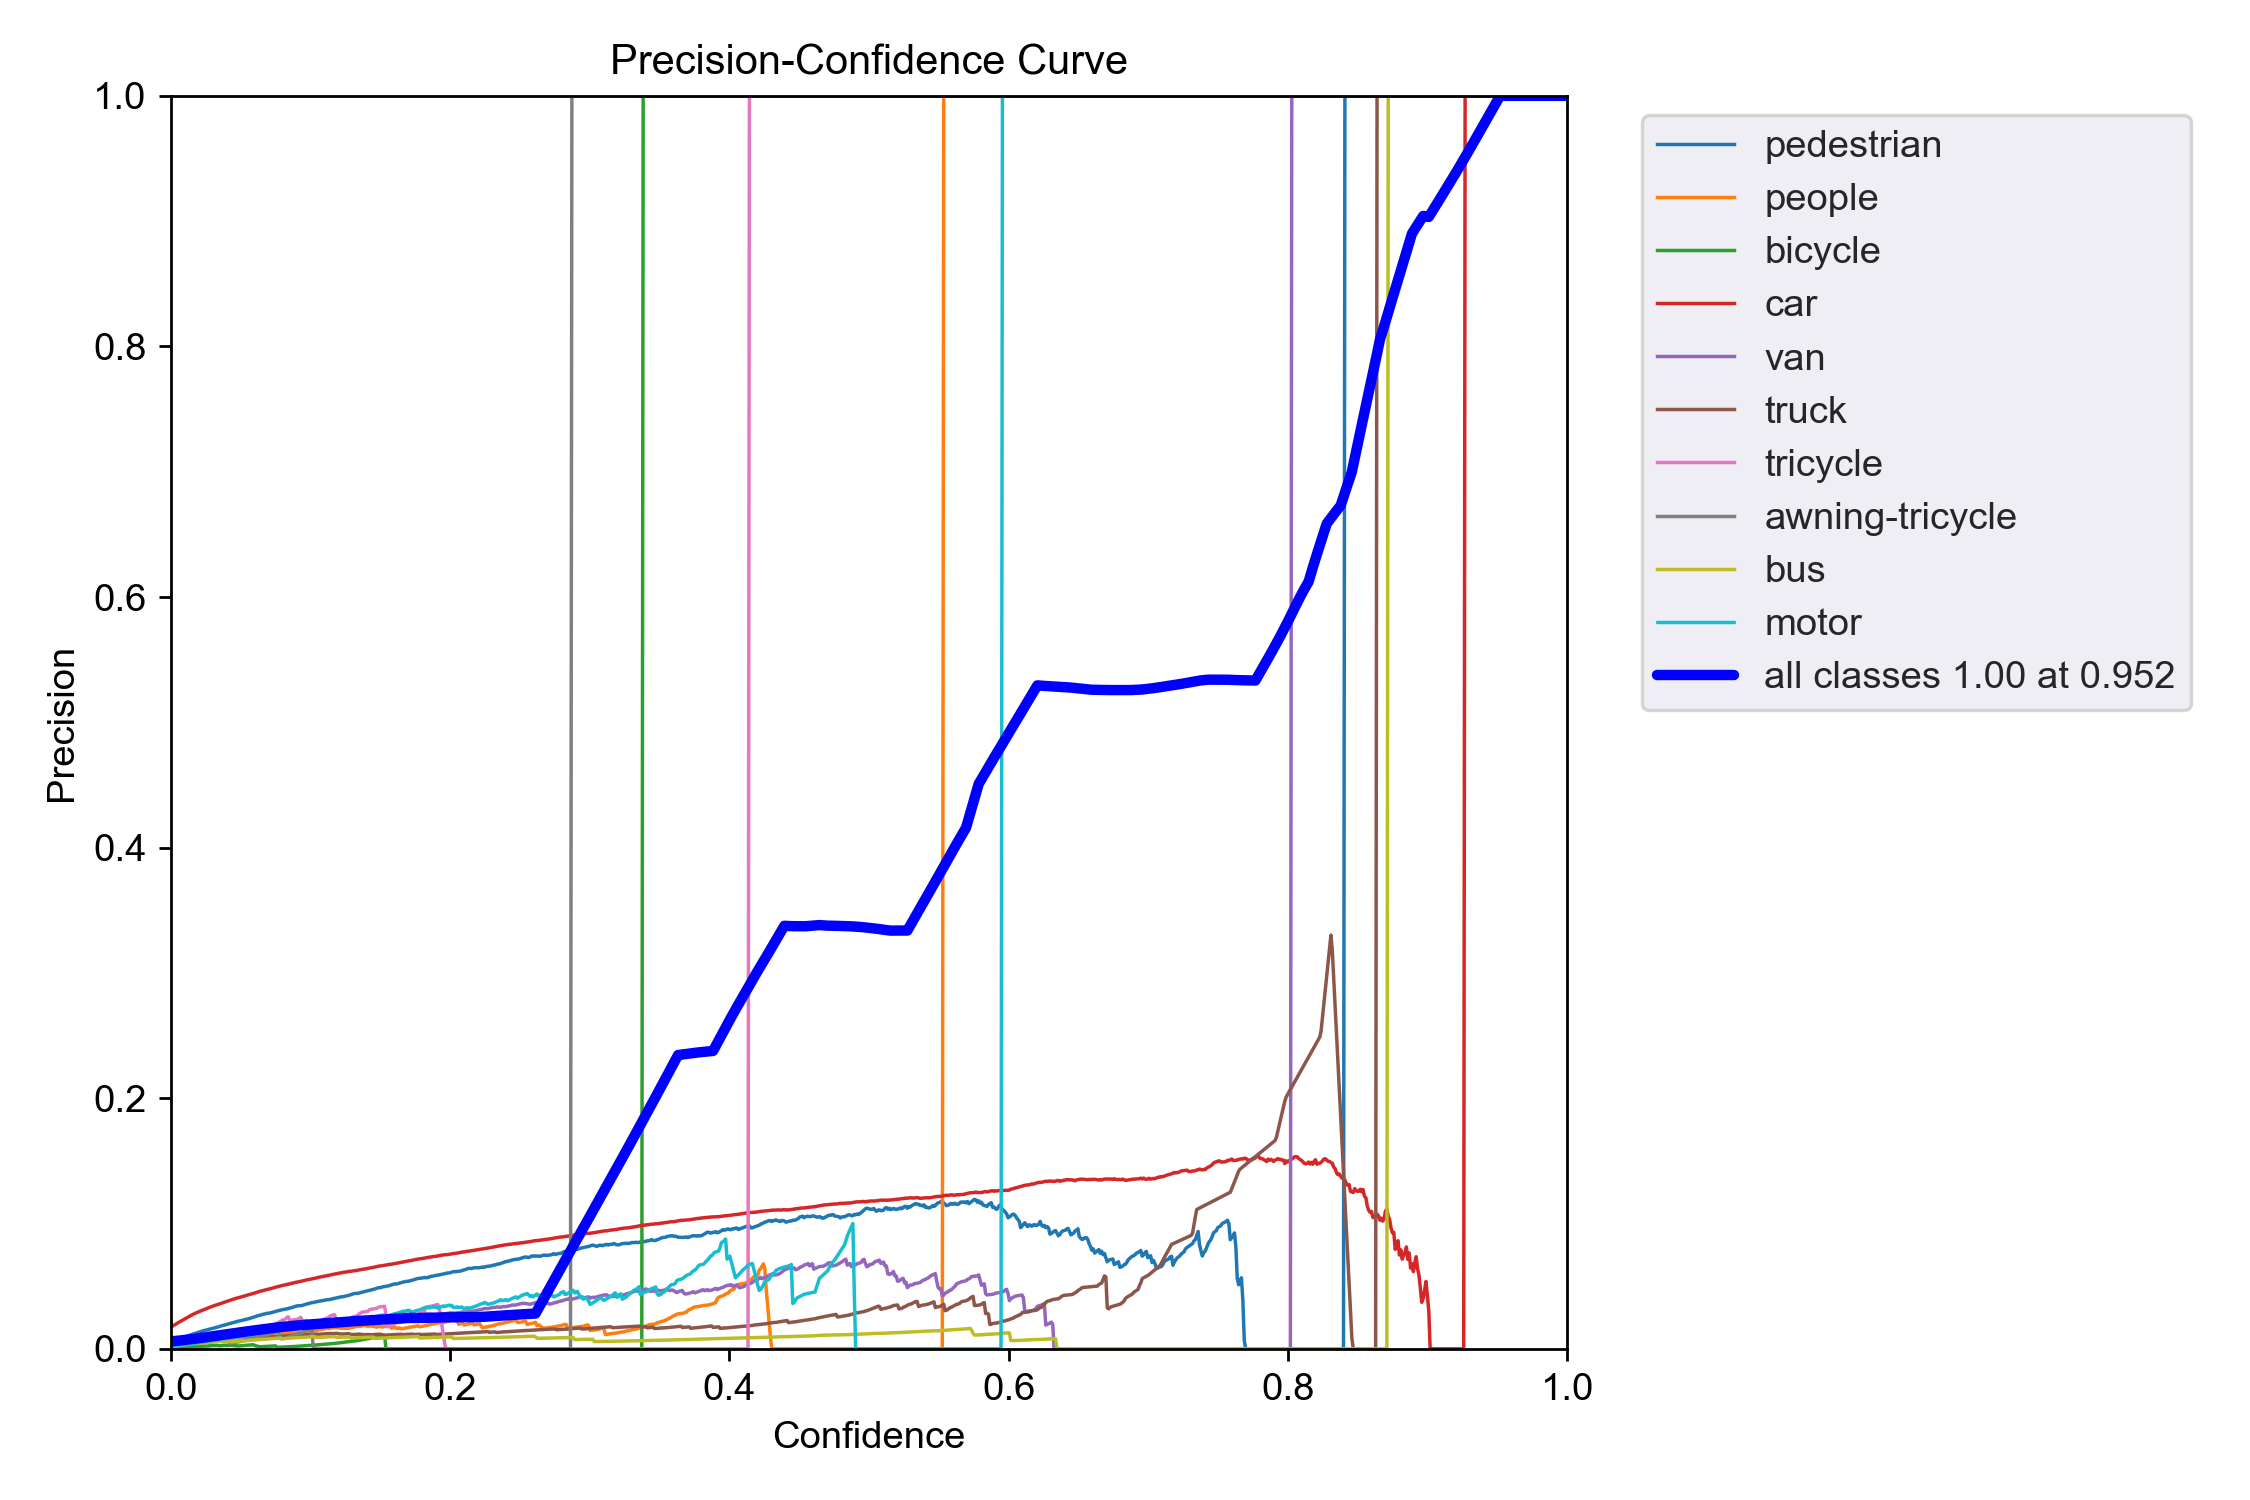 Precision-Confidence Curve
1.0
0.8
0.6
0.4
0.2
0.0
Precision
0.0 0.2 0.4 0.6 0.8 1.0
Confidence
pedestrian
people
bicycle
car
van
truck
tricycle
awning-tricycle
bus
motor
all classes 1.00 at 0.952